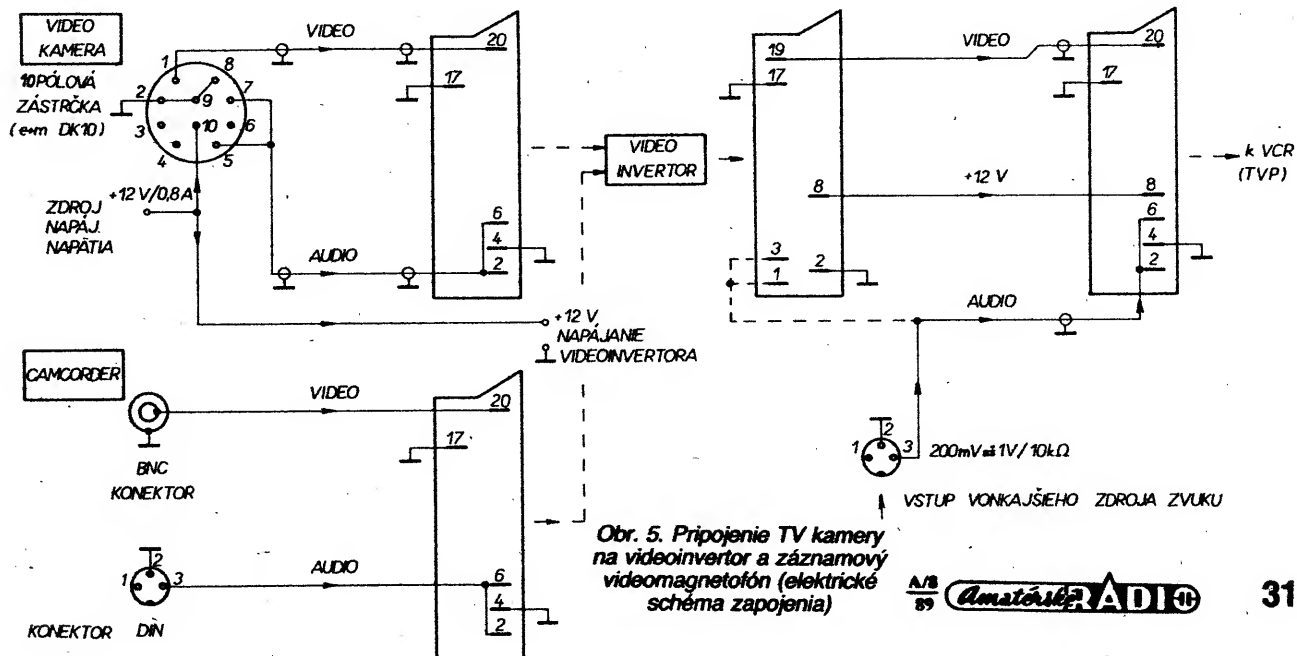 VIDEO
KAMERA
10PÓLOVÁ
ZÁSTRČKA
(e→m DK10)
1
8
2
9
7
3
10
6
4
5
+12 V/0,8A
ZDROJ
NAPÁJ.
NAPÄTIA
VIDEO
20
17
6
4
2
AUDIO
+12 V
NAPÁJANIE
VIDEOINVERTORA
VIDEO
INVERTOR
19
17
8
3
1
2
VIDEO
20
17
+12 V
8
6
4
2
AUDIO
k VCR
(TVP)
CAMCORDER
BNC
KONEKTOR
VIDEO
20
17
1
2
3
AUDIO
6
4
2
KONEKTOR DIN
1
2
3
200mV až 1V/10kΩ
VSTUP VONKAJŠIEHO ZDROJA ZVUKU
Obr. 5. Pripojenie TV kamery
na videoinvertor a záznamový
videomagnetofón (elektrické
schéma zapojenia)
A/8
89
Amatérské RADIO
31